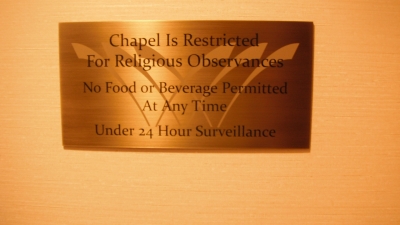 Chapel Is Restricted
For Religious Observances
No Food or Beverage Permitted
At Any Time
Under 24 Hour Surveillance